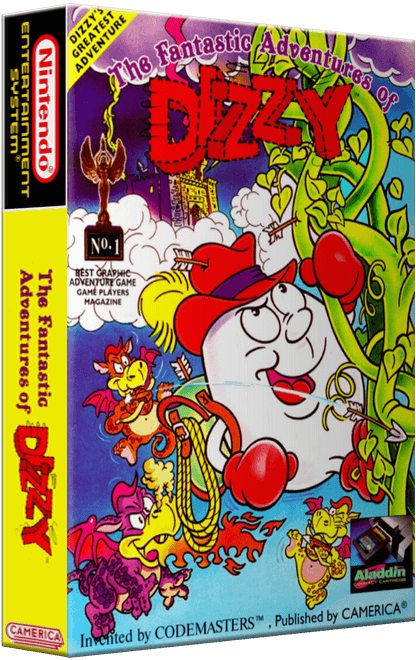 Nintendo
ENTERTAINMENT
SYSTEM®
The Fantastic
Adventures of
DIZZY
CAMERICA
DIZZY'S
GREATEST
ADVENTURE
The Fantastic Adventures of
DIZZY
No. 1
BEST GRAPHIC
ADVENTURE GAME
GAME PLAYERS
MAGAZINE
Aladdin
Invented by CODEMASTERS™, Published by CAMERICA®